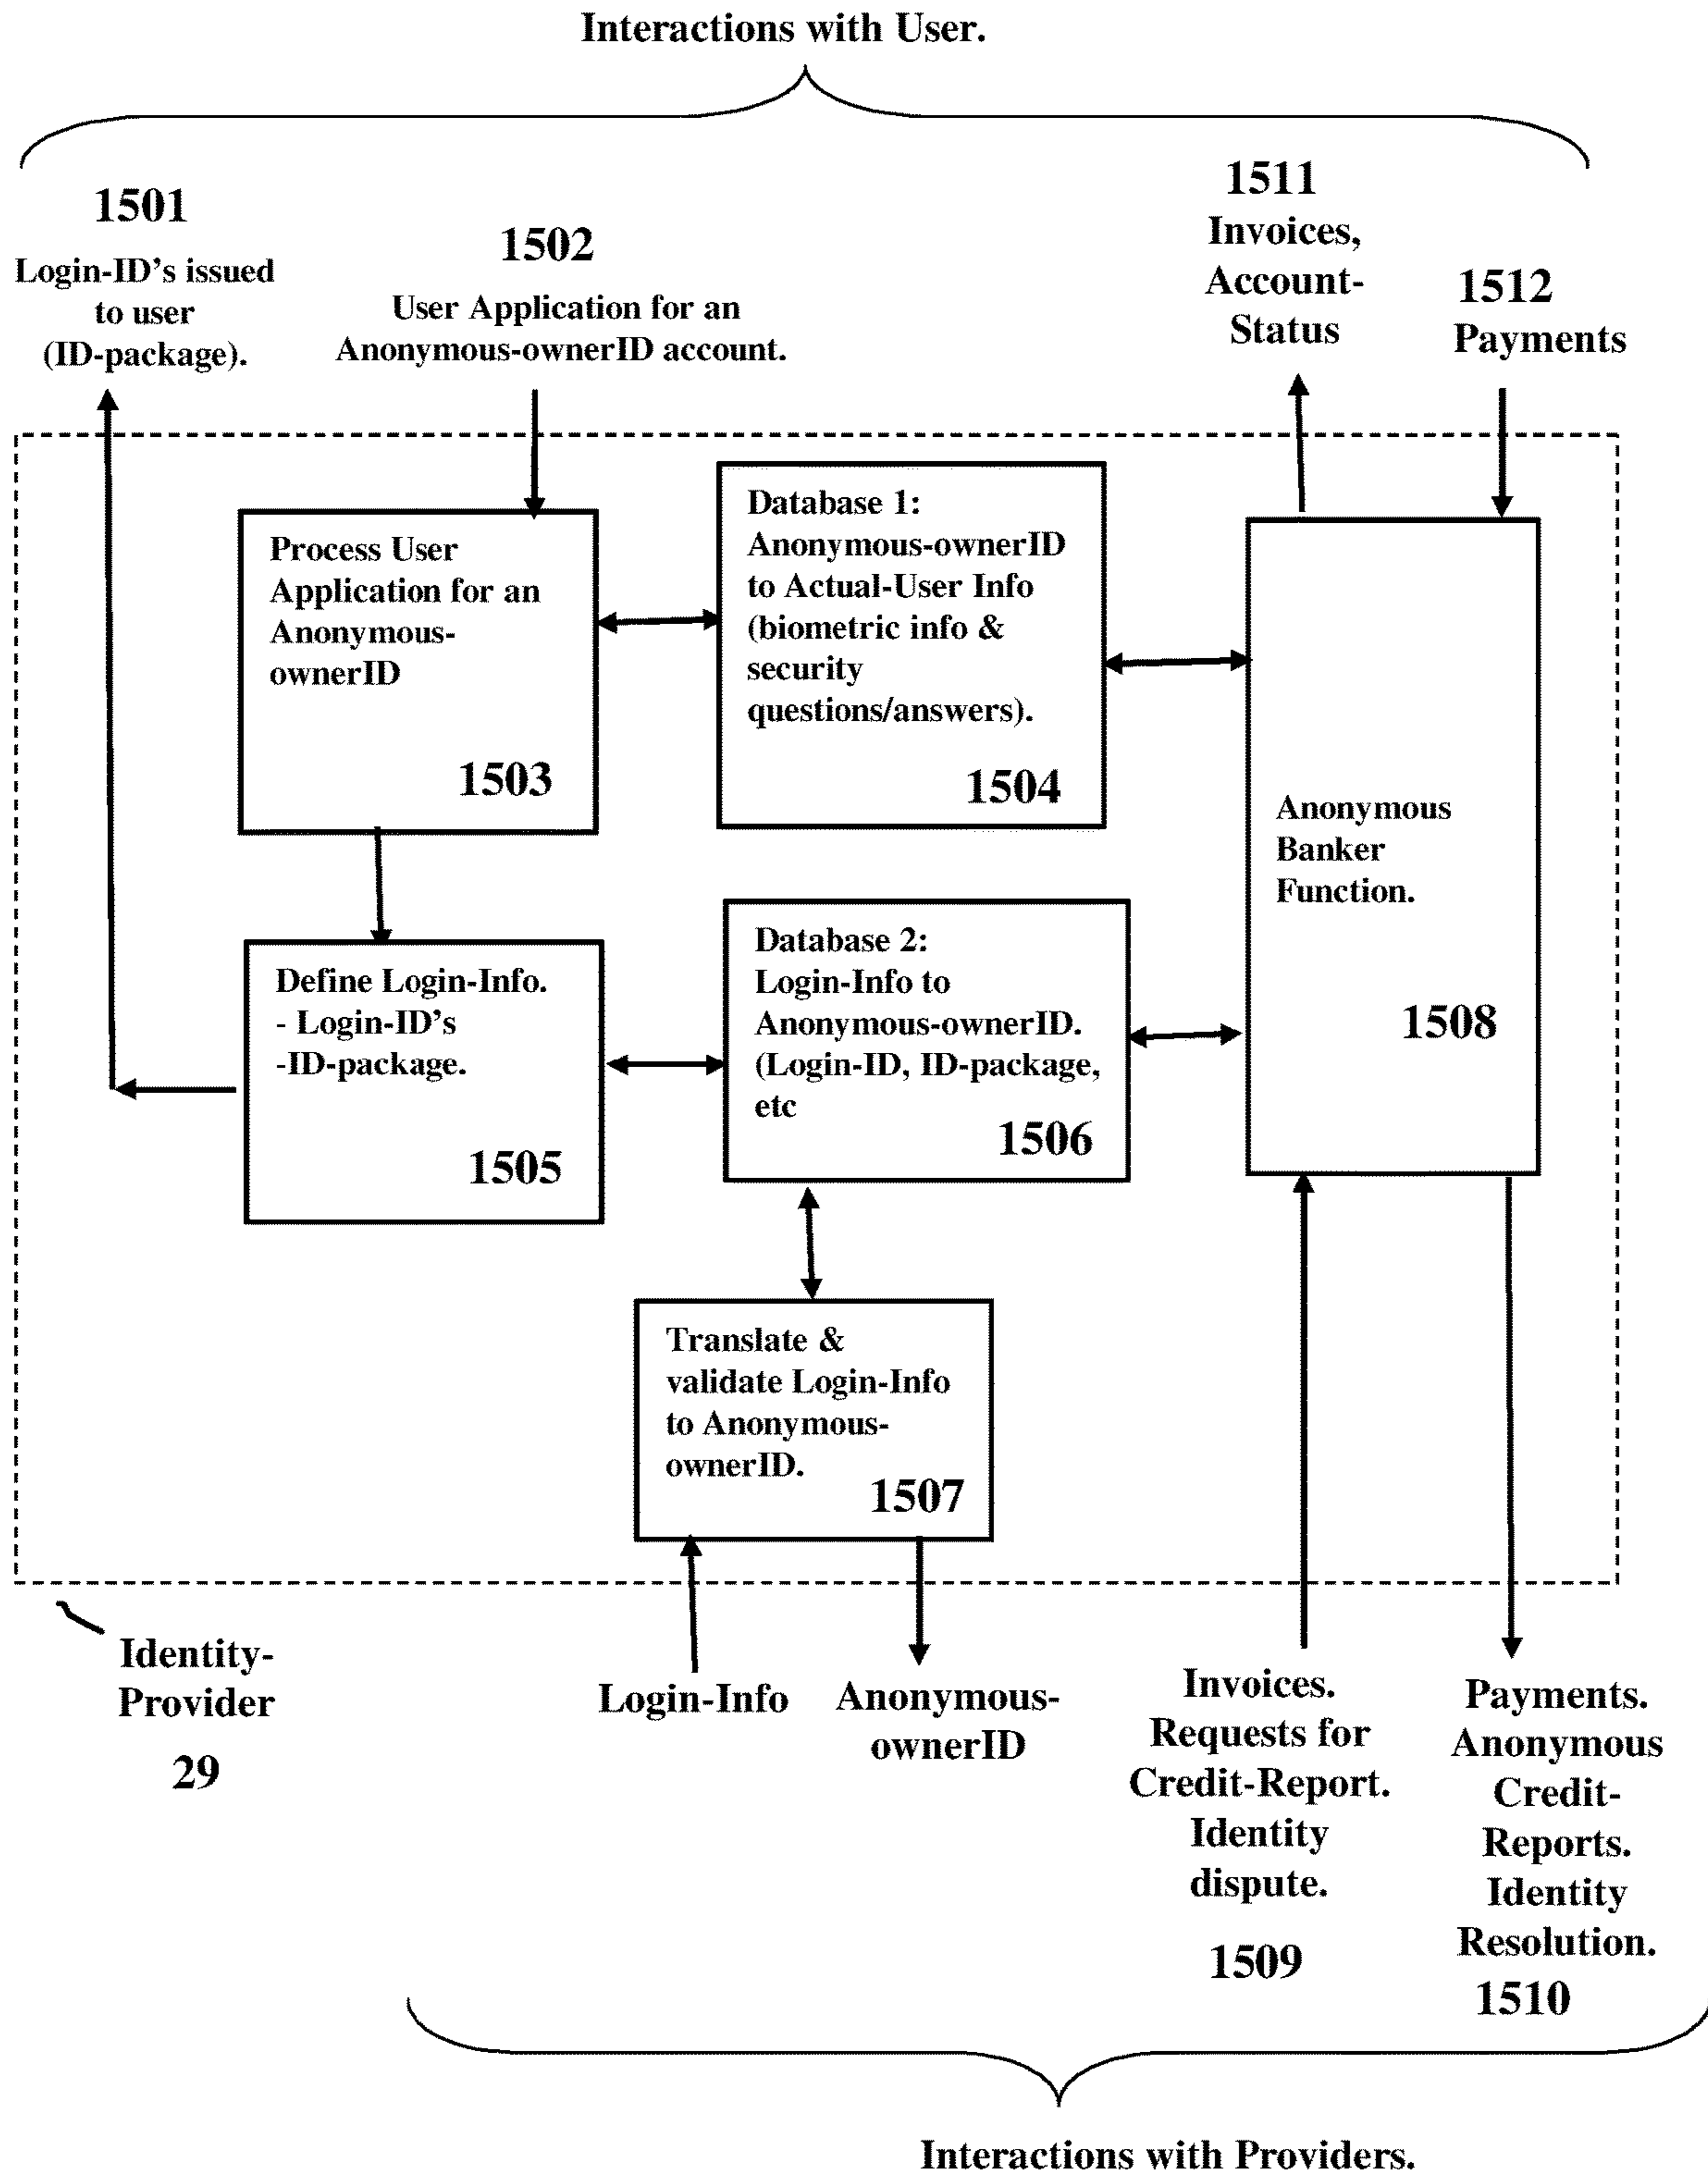 Interactions with User.
1501
Login-ID's issued
to user
(ID-package).
1502
User Application for an
Anonymous-ownerID account.
1511
Invoices,
Account-
Status
1512
Payments
Process User
Application for an
Anonymous-
ownerID
1503
Database 1:
Anonymous-ownerID
to Actual-User Info
(biometric info &
security
questions/answers).
1504
Anonymous
Banker
Function.
1508
Define Login-Info.
- Login-ID's
-ID-package.
1505
Database 2:
Login-Info to
Anonymous-ownerID.
(Login-ID, ID-package,
etc
1506
Translate &
validate Login-Info
to Anonymous-
ownerID.
1507
Identity-
Provider
29
Login-Info
Anonymous-
ownerID
Invoices.
Requests for
Credit-Report.
Identity
dispute.
1509
Payments.
Anonymous
Credit-
Reports.
Identity
Resolution.
1510
Interactions with Providers.